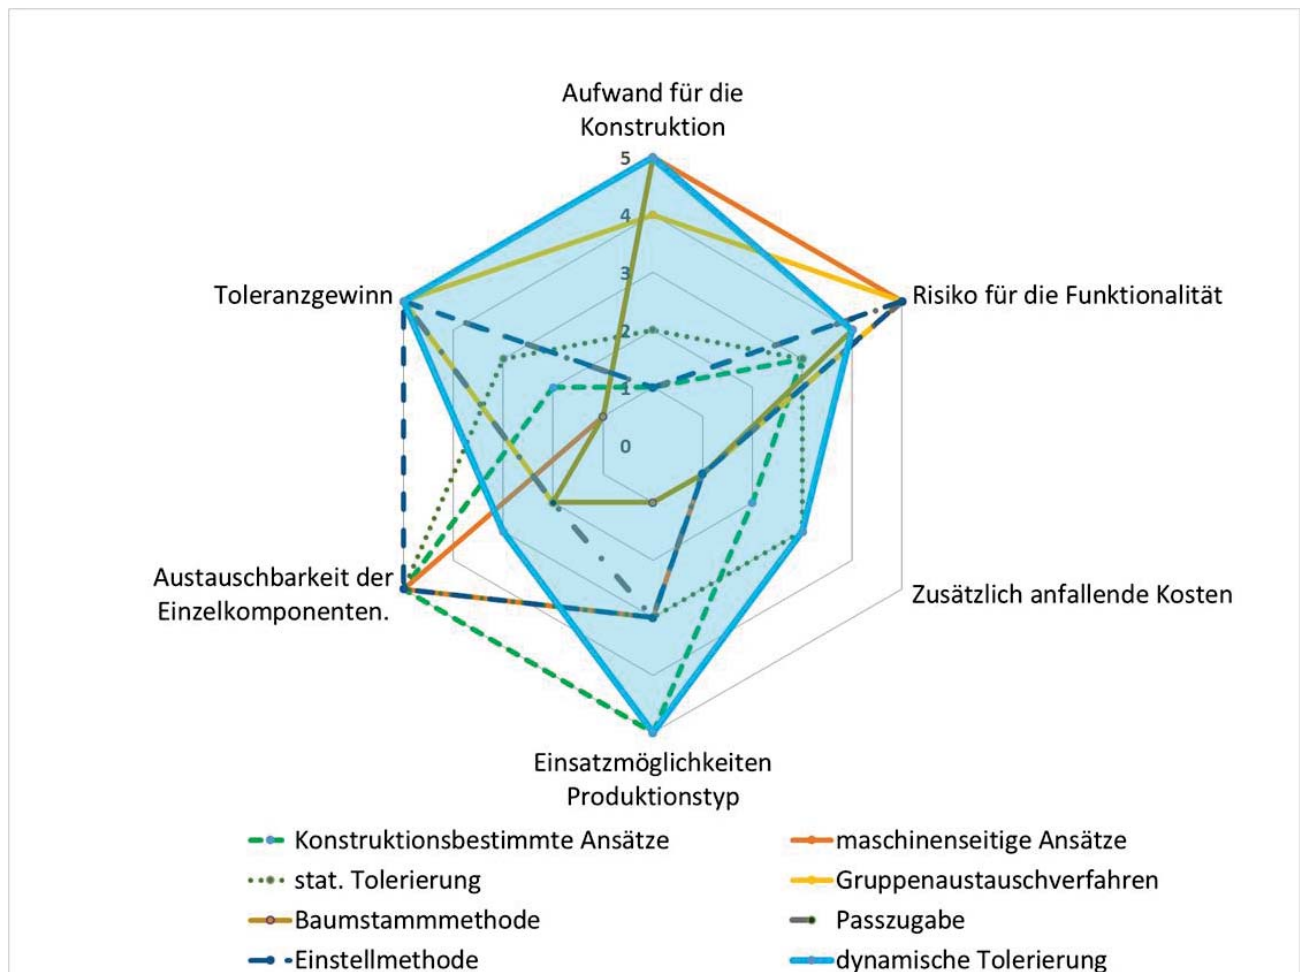 Aufwand für die
Konstruktion
5
4
3
2
1
0
Toleranzgewinn
Risiko für die Funktionalität
Austauschbarkeit der
Einzelkomponenten.
Zusätzlich anfallende Kosten
Einsatzmöglichkeiten
Produktionstyp
Konstruktionsbestimmte Ansätze
maschinenseitige Ansätze
stat. Tolerierung
Gruppenaustauschverfahren
Baumstammmethode
Passzugabe
Einstellmethode
dynamische Tolerierung